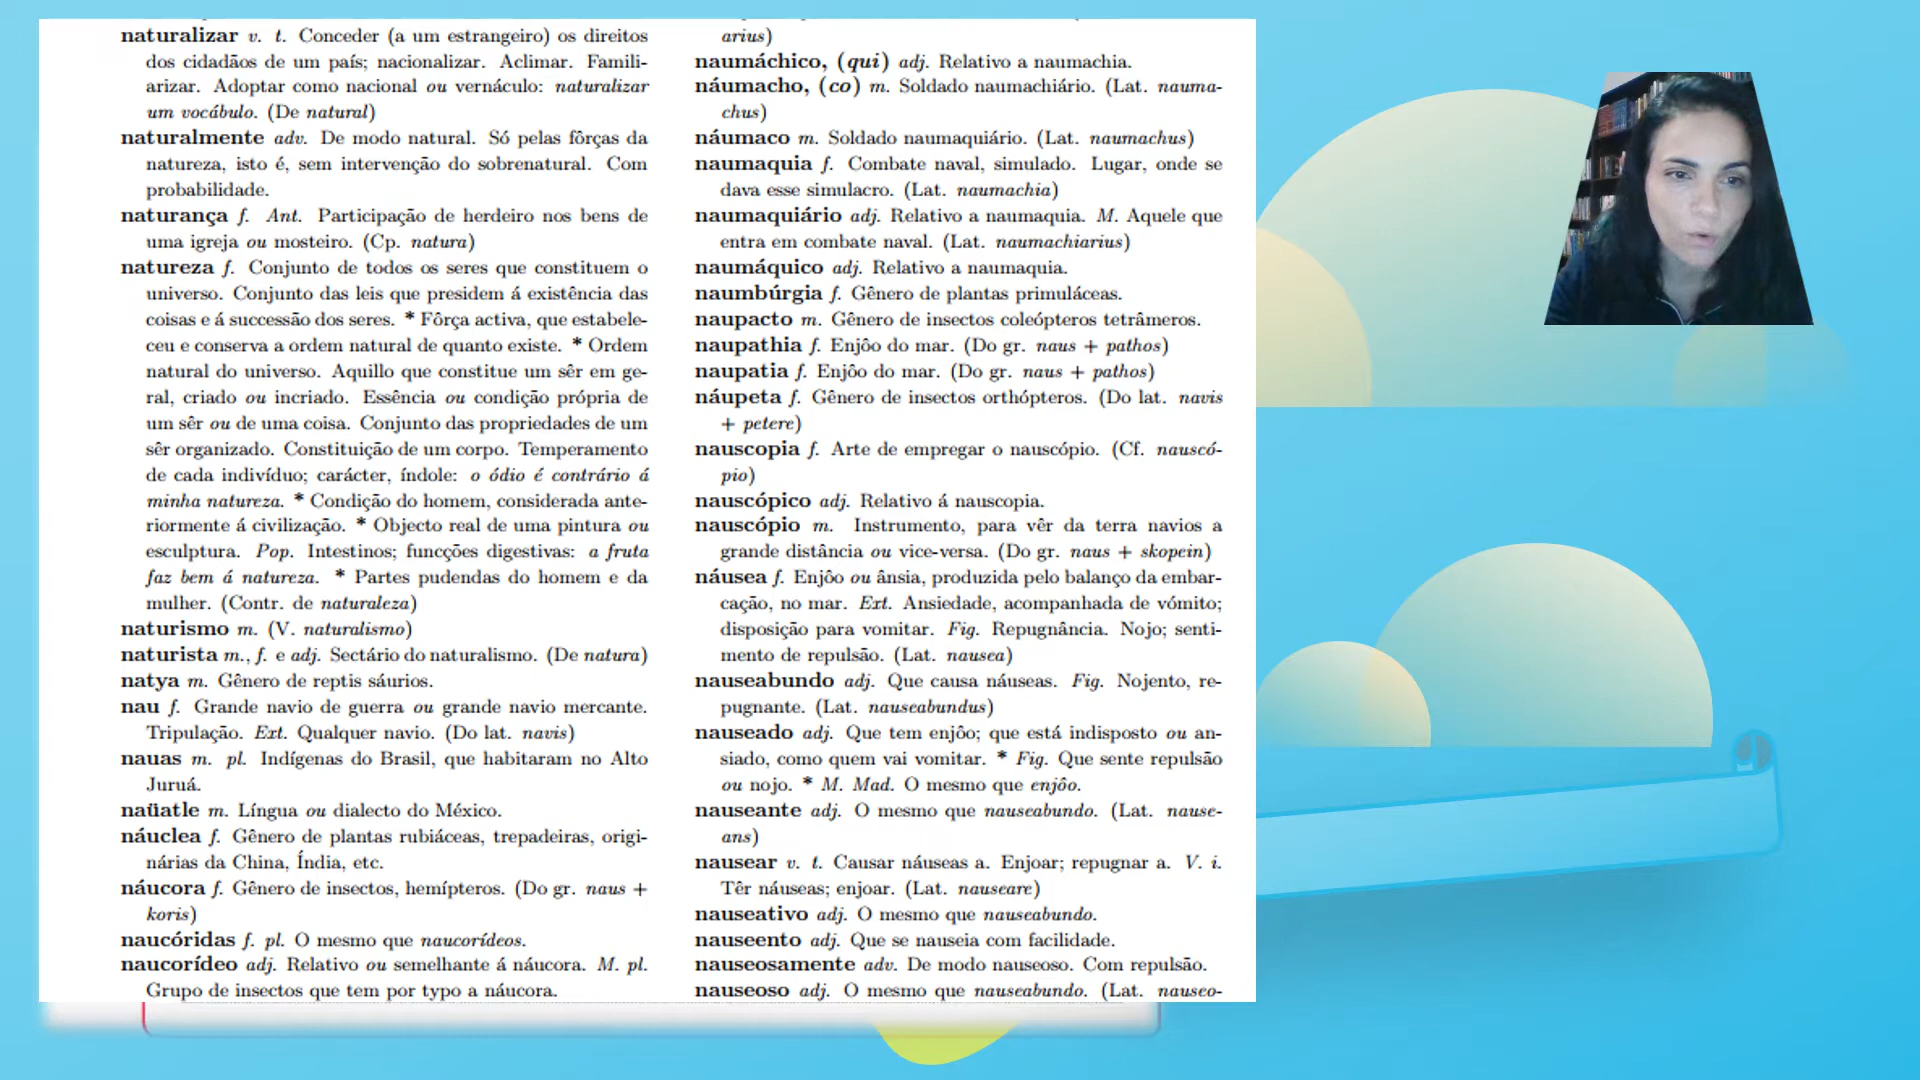 naturalizar v. t. Conceder (a um estrangeiro) os direitos
dos cidadãos de um país; nacionalizar. Aclimar. Famili-
arizar. Adoptar como nacional ou vernáculo: naturalizar
um vocábulo. (De natural)
naturalmente adv. De modo natural. Só pelas fôrças da
natureza, isto é, sem intervenção do sobrenatural. Com
probabilidade.
naturança f. Ant. Participação de herdeiro nos bens de
uma igreja ou mosteiro. (Cp. natura)
natureza f. Conjunto de todos os seres que constituem o
universo. Conjunto das leis que presidem á existência das
coisas e á successão dos seres. * Fôrça activa, que estabele-
ceu e conserva a ordem natural de quanto existe. * Ordem
natural do universo. Aquillo que constitue um sêr em ge-
ral, criado ou incriado. Essência ou condição própria de
um sêr ou de uma coisa. Conjunto das propriedades de um
sêr organizado. Constituição de um corpo. Temperamento
de cada indivíduo; carácter, índole: o ódio é contrário á
minha natureza. * Condição do homem, considerada ante-
riormente á civilização. * Objecto real de uma pintura ou
esculptura. Pop. Intestinos; funcções digestivas: a fruta
faz bem á natureza. * Partes pudendas do homem e da
mulher. (Contr. de naturaleza)
naturismo m. (V. naturalismo)
naturista m., f. e adj. Sectário do naturalismo. (De natura)
natya m. Gênero de reptis sáurios.
nau f. Grande navio de guerra ou grande navio mercante.
Tripulação. Ext. Qualquer navio. (Do lat. navis)
nauas m. pl. Indígenas do Brasil, que habitaram no Alto
Juruá.
naüatle m. Língua ou dialecto do México.
náuclea f. Gênero de plantas rubiáceas, trepadeiras, origi-
nárias da China, Índia, etc.
náucora f. Gênero de insectos, hemípteros. (Do gr. naus +
koris)
naucóridas f. pl. O mesmo que naucorídeos.
naucorídeo adj. Relativo ou semelhante á náucora. M. pl.
Grupo de insectos que tem por typo a náucora.
arius)
naumáchico, (qui) adj. Relativo a naumachia.
náumacho, (co) m. Soldado naumachiário. (Lat. nauma-
chus)
náumaco m. Soldado naumaquiário. (Lat. naumachus)
naumaquia f. Combate naval, simulado. Lugar, onde se
dava esse simulacro. (Lat. naumachia)
naumaquiário adj. Relativo a naumaquia. M. Aquele que
entra em combate naval. (Lat. naumachiarius)
naumáquico adj. Relativo a naumaquia.
naumbúrgia f. Gênero de plantas primuláceas.
naupacto m. Gênero de insectos coleópteros tetrâmeros.
naupathia f. Enjôo do mar. (Do gr. naus + pathos)
naupatia f. Enjôo do mar. (Do gr. naus + pathos)
náupeta f. Gênero de insectos orthópteros. (Do lat. navis
+ petere)
nauscopia f. Arte de empregar o nauscópio. (Cf. nauscó-
pio)
nauscópico adj. Relativo á nauscopia.
nauscópio m. Instrumento, para vêr da terra navios a
grande distância ou vice-versa. (Do gr. naus + skopein)
náusea f. Enjôo ou ânsia, produzida pelo balanço da embar-
cação, no mar. Ext. Ansiedade, acompanhada de vómito;
disposição para vomitar. Fig. Repugnância. Nojo; senti-
mento de repulsão. (Lat. nausea)
nauseabundo adj. Que causa náuseas. Fig. Nojento, re-
pugnante. (Lat. nauseabundus)
nauseado adj. Que tem enjôo; que está indisposto ou an-
siado, como quem vai vomitar. * Fig. Que sente repulsão
ou nojo. * M. Mad. O mesmo que enjôo.
nauseante adj. O mesmo que nauseabundo. (Lat. nause-
ans)
nausear v. t. Causar náuseas a. Enjoar; repugnar a. V. i.
Têr náuseas; enjoar. (Lat. nauseare)
nauseativo adj. O mesmo que nauseabundo.
nauseento adj. Que se nauseia com facilidade.
nauseosamente adv. De modo nauseoso. Com repulsão.
nauseoso adj. O mesmo que nauseabundo. (Lat. nauseo-